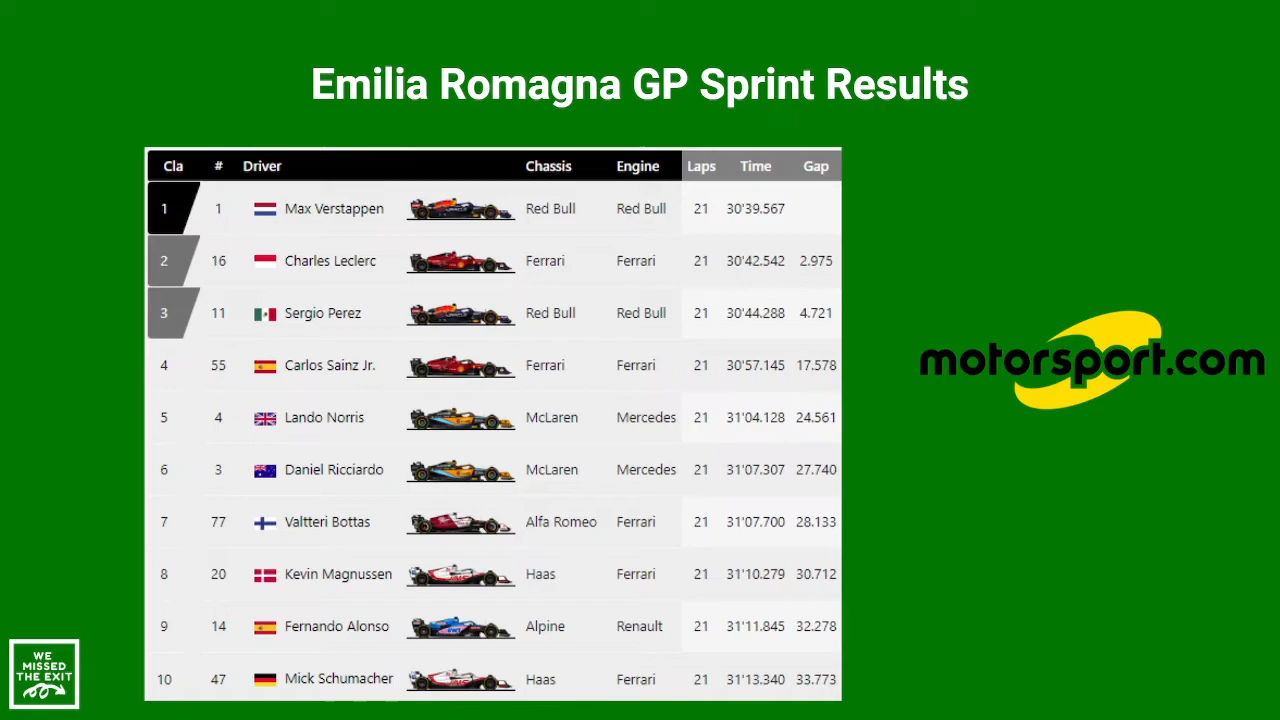 Emilia Romagna GP Sprint Results
Cla # Driver Chassis Engine Laps Time Gap
1 1 Max Verstappen Red Bull Red Bull 21 30'39.567
2 16 Charles Leclerc Ferrari Ferrari 21 30'42.542 2.975
3 11 Sergio Perez Red Bull Red Bull 21 30'44.288 4.721
4 55 Carlos Sainz Jr. Ferrari Ferrari 21 30'57.145 17.578
5 4 Lando Norris McLaren Mercedes 21 31'04.128 24.561
6 3 Daniel Ricciardo McLaren Mercedes 21 31'07.307 27.740
7 77 Valtteri Bottas Alfa Romeo Ferrari 21 31'07.700 28.133
8 20 Kevin Magnussen Haas Ferrari 21 31'10.279 30.712
9 14 Fernando Alonso Alpine Renault 21 31'11.845 32.278
10 47 Mick Schumacher Haas Ferrari 21 31'13.340 33.773
motorsport.com
WE
MISSED
THE EXIT